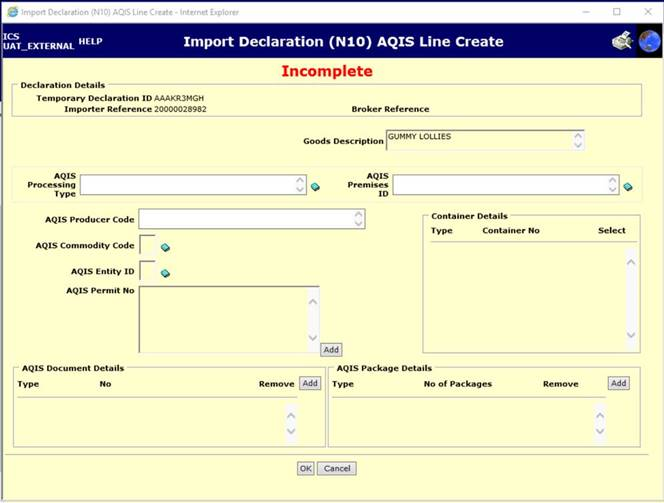 Import Declaration (N10) AQIS Line Create - Internet Explorer
ICS
UAT_EXTERNAL HELP
Import Declaration (N10) AQIS Line Create
Incomplete
Declaration Details
Temporary Declaration ID AAAKR3MGH
Importer Reference 20000028982 Broker Reference
Goods Description GUMMY LOLLIES
AQIS Processing Type AQIS Premises ID
AQIS Producer Code
AQIS Commodity Code
AQIS Entity ID
AQIS Permit No
Add
Container Details
Type Container No Select
AQIS Document Details
Type No Remove Add
AQIS Package Details
Type No of Packages Remove Add
OK Cancel